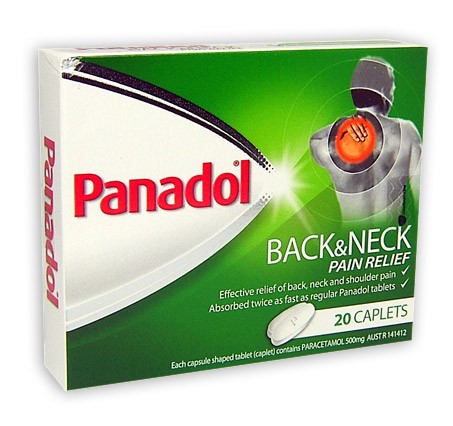 Panadol®
Panadol
BACK&NECK
PAIN RELIEF
Effective relief of back, neck and shoulder pain ✓
Absorbed twice as fast as regular Panadol tablets ✓
20 CAPLETS
Each capsule shaped tablet (caplet) contains PARACETAMOL 500mg AUST R 141412